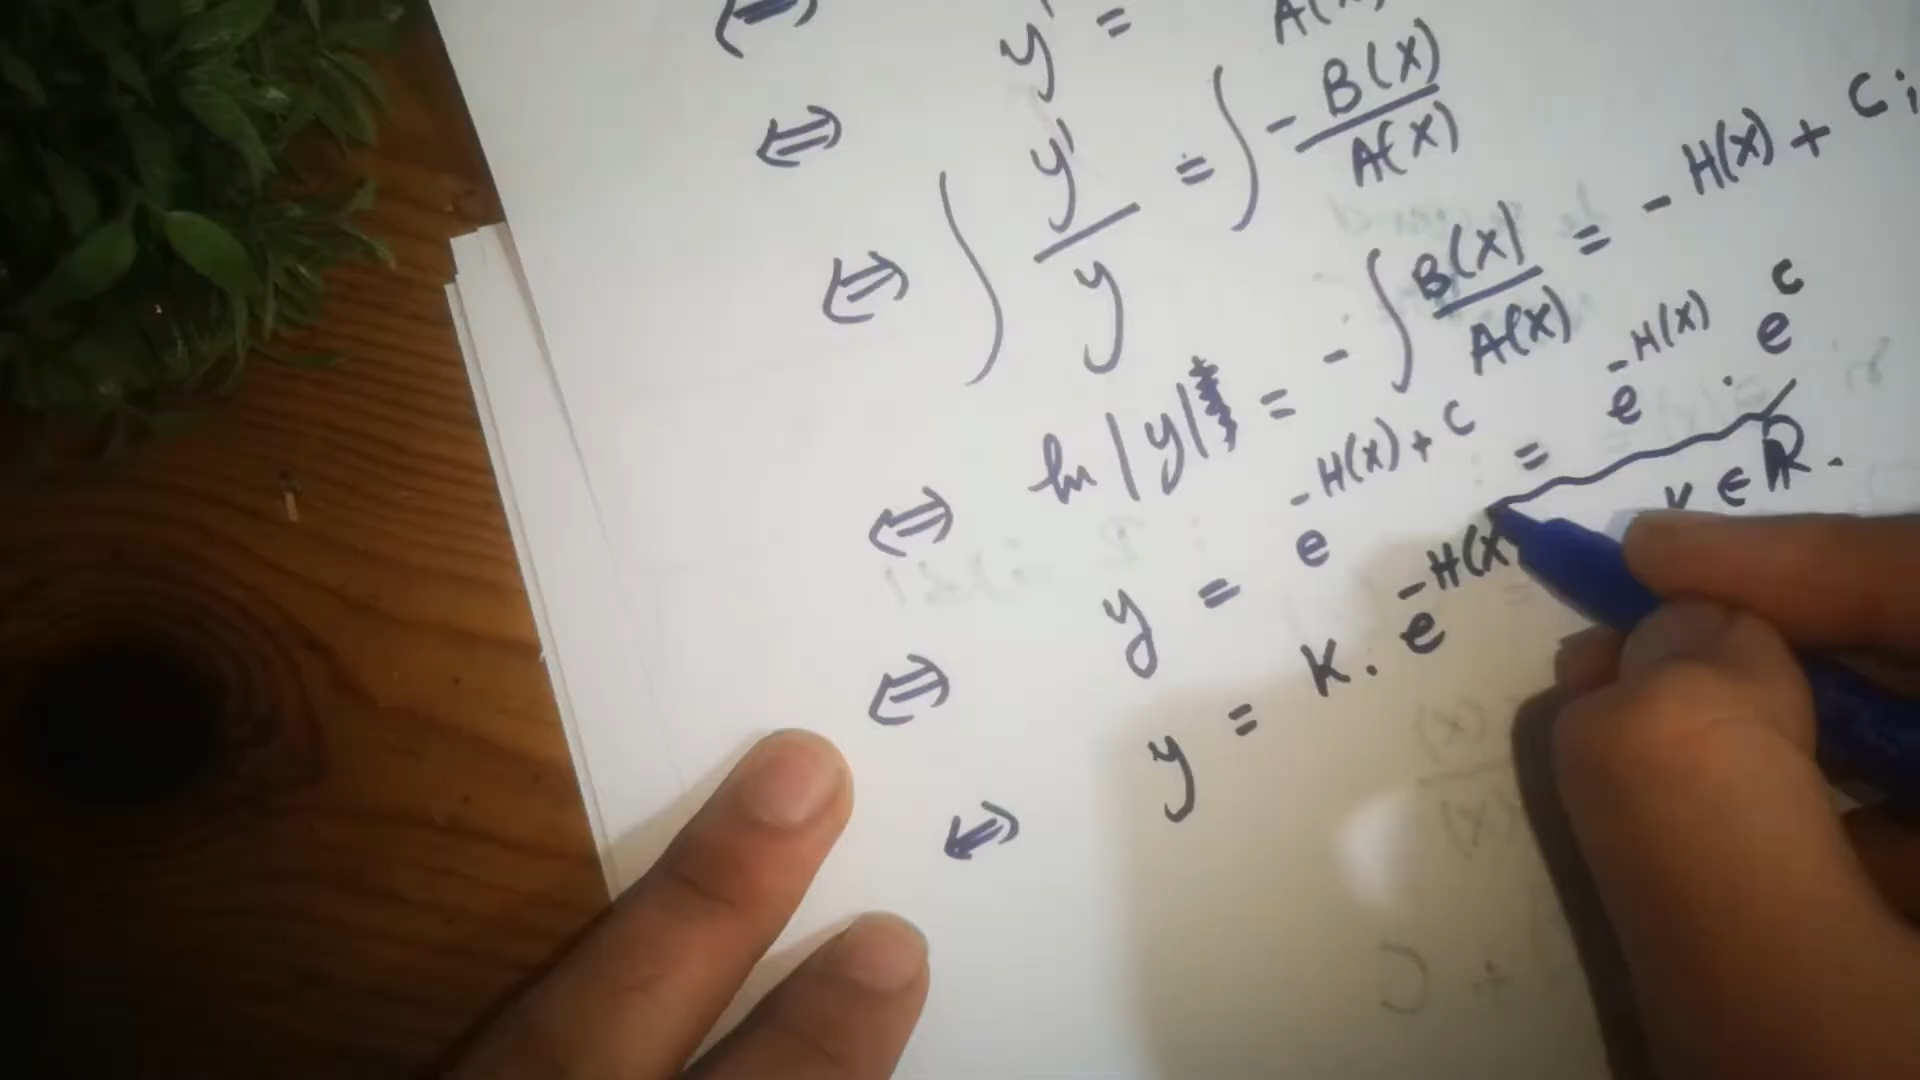 ⇔ y' = A(x)
⇔ ∫ y'/y = ∫ -B(x)/A(x)
⇔ ln|y| = -∫ B(x)/A(x) = -H(x) + C;
⇔ y = e^{-H(x)+C} = e^{-H(x)} · e^C
⇔ y = K. e^{-H(x)} K ∈ ℝ.